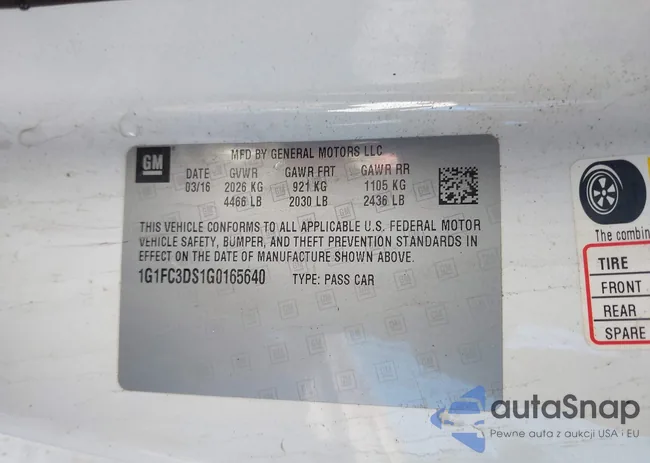 GM
MFD BY GENERAL MOTORS LLC
DATE GVWR GAWR FRT GAWR RR
03/16 2026 KG 921 KG 1105 KG
4466 LB 2030 LB 2436 LB
THIS VEHICLE CONFORMS TO ALL APPLICABLE U.S. FEDERAL MOTOR
VEHICLE SAFETY, BUMPER, AND THEFT PREVENTION STANDARDS IN
EFFECT ON THE DATE OF MANUFACTURE SHOWN ABOVE.
1G1FC3DS1G0165640 TYPE: PASS CAR
The combin
TIRE
FRONT
REAR
SPARE
autaSnap
Pewne auta z aukcji USA i EU